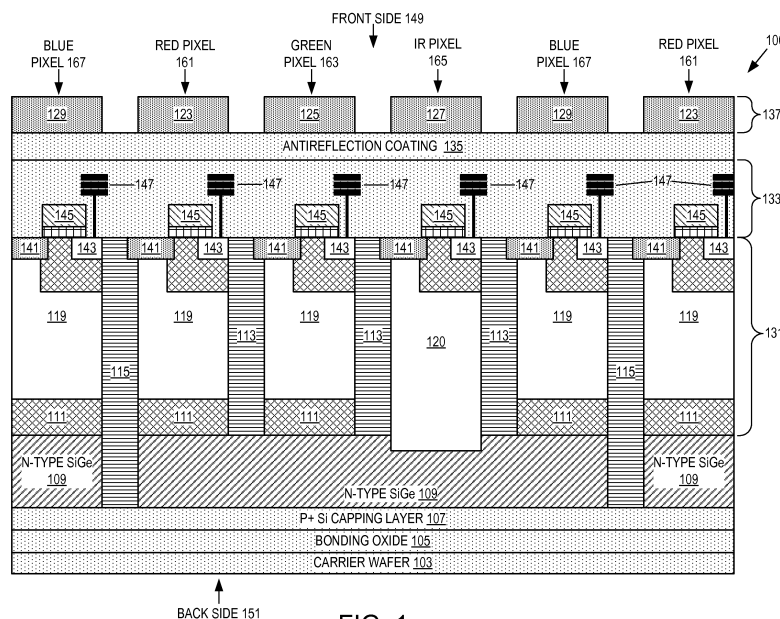 FRONT SIDE 149
BLUE PIXEL 167
RED PIXEL 161
GREEN PIXEL 163
IR PIXEL 165
BLUE PIXEL 167
RED PIXEL 161
129 123 125 127 129 123
137
ANTIREFLECTION COATING 135
147 147 147 147 147
133
145 145 145 145 145 145
141 143 141 143 141 143 141 143 141 143 141 143
119 119 119 120 119 119
115 113 113 113 115
131
111 111 111 111 111
N-TYPE SiGe 109
N-TYPE SiGe 109
N-TYPE SiGe 109
P+ Si CAPPING LAYER 107
BONDING OXIDE 105
CARRIER WAFER 103
BACK SIDE 151